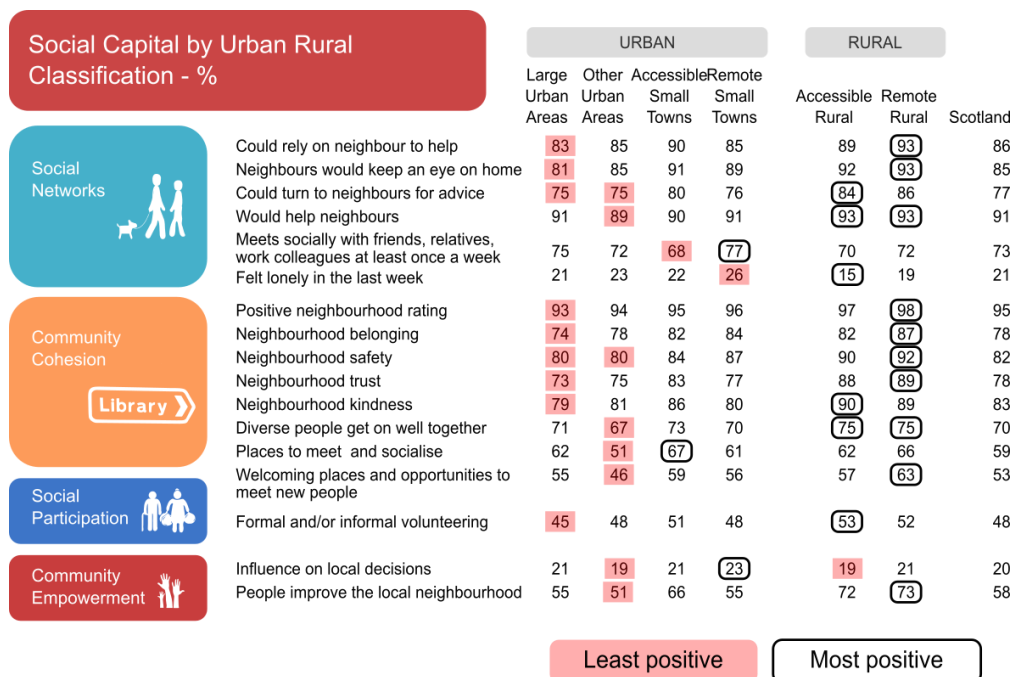 Social Capital by Urban Rural
Classification - %
URBAN RURAL
Large Other AccessibleRemote
Urban Urban Small Small Accessible Remote
Areas Areas Towns Towns Rural Rural Scotland
Social
Networks
Could rely on neighbour to help 83 85 90 85 89 93 86
Neighbours would keep an eye on home 81 85 91 89 92 93 85
Could turn to neighbours for advice 75 75 80 76 84 86 77
Would help neighbours 91 89 90 91 93 93 91
Meets socially with friends, relatives,
work colleagues at least once a week 75 72 68 77 70 72 73
Felt lonely in the last week 21 23 22 26 15 19 21
Community
Cohesion
Library
Positive neighbourhood rating 93 94 95 96 97 98 95
Neighbourhood belonging 74 78 82 84 82 87 78
Neighbourhood safety 80 80 84 87 90 92 82
Neighbourhood trust 73 75 83 77 88 89 78
Neighbourhood kindness 79 81 86 80 90 89 83
Diverse people get on well together 71 67 73 70 75 75 70
Places to meet and socialise 62 51 67 61 62 66 59
Welcoming places and opportunities to
meet new people 55 46 59 56 57 63 53
Social
Participation
Formal and/or informal volunteering 45 48 51 48 53 52 48
Community
Empowerment
Influence on local decisions 21 19 21 23 19 21 20
People improve the local neighbourhood 55 51 66 55 72 73 58
Least positive Most positive